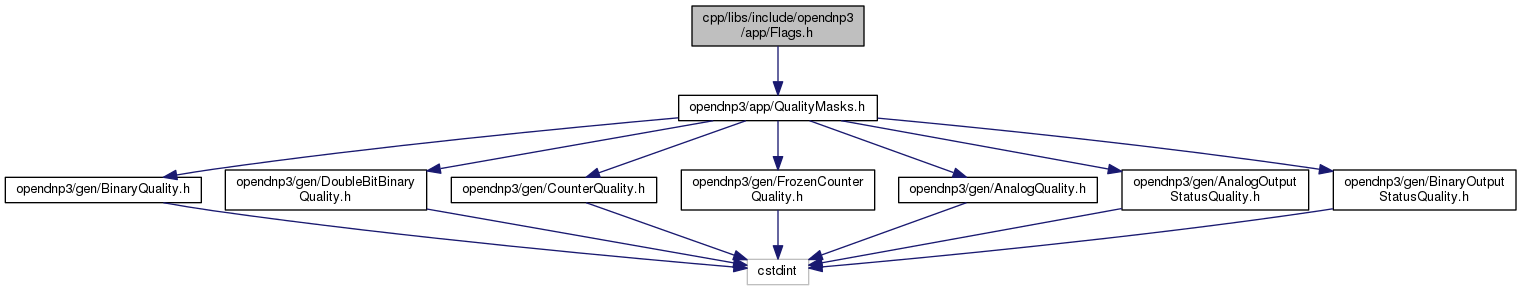 cpp/libs/include/opendnp3
/app/Flags.h
opendnp3/app/QualityMasks.h
opendnp3/gen/BinaryQuality.h
opendnp3/gen/DoubleBitBinary
Quality.h
opendnp3/gen/CounterQuality.h
opendnp3/gen/FrozenCounter
Quality.h
opendnp3/gen/AnalogQuality.h
opendnp3/gen/AnalogOutput
StatusQuality.h
opendnp3/gen/BinaryOutput
StatusQuality.h
cstdint